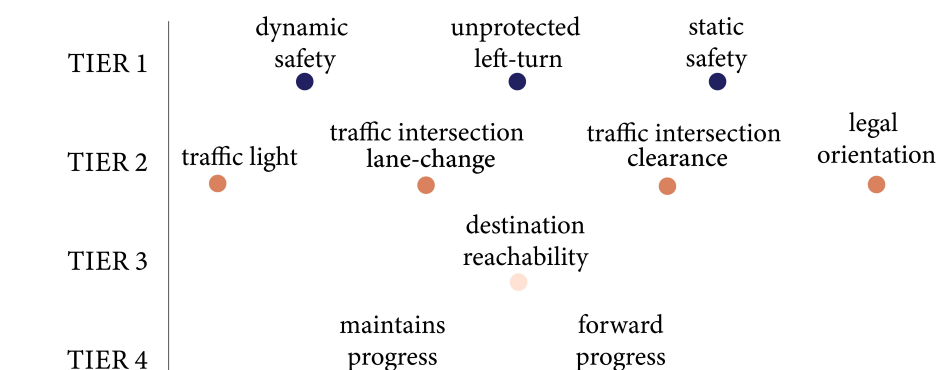 TIER 1
dynamic
safety
unprotected
left-turn
static
safety
TIER 2
traffic light
traffic intersection
lane-change
traffic intersection
clearance
legal
orientation
TIER 3
destination
reachability
TIER 4
maintains
progress
forward
progress